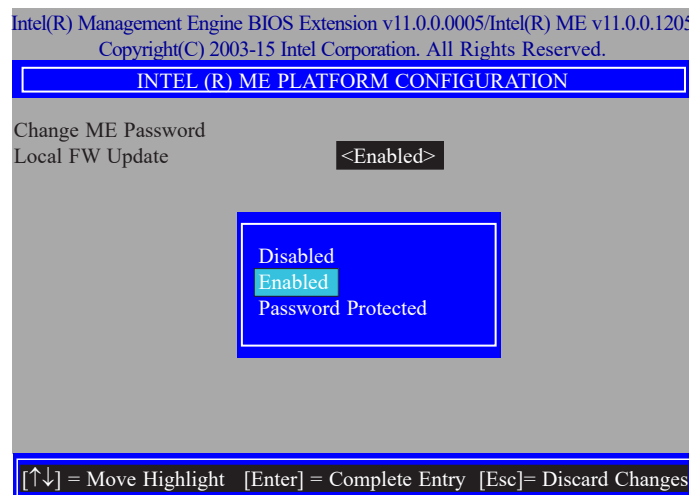 Intel(R) Management Engine BIOS Extension v11.0.0.0005/Intel(R) ME v11.0.0.1205
Copyright(C) 2003-15 Intel Corporation. All Rights Reserved.
INTEL (R) ME PLATFORM CONFIGURATION
Change ME Password
Local FW Update <Enabled>
Disabled
Enabled
Password Protected
[↑↓] = Move Highlight [Enter] = Complete Entry [Esc]= Discard Changes